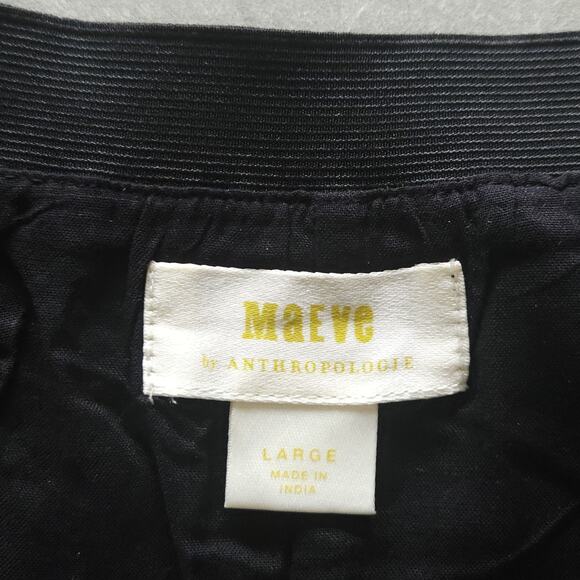 MaEVe
by ANTHROPOLOGIE
LARGE
MADE IN
INDIA